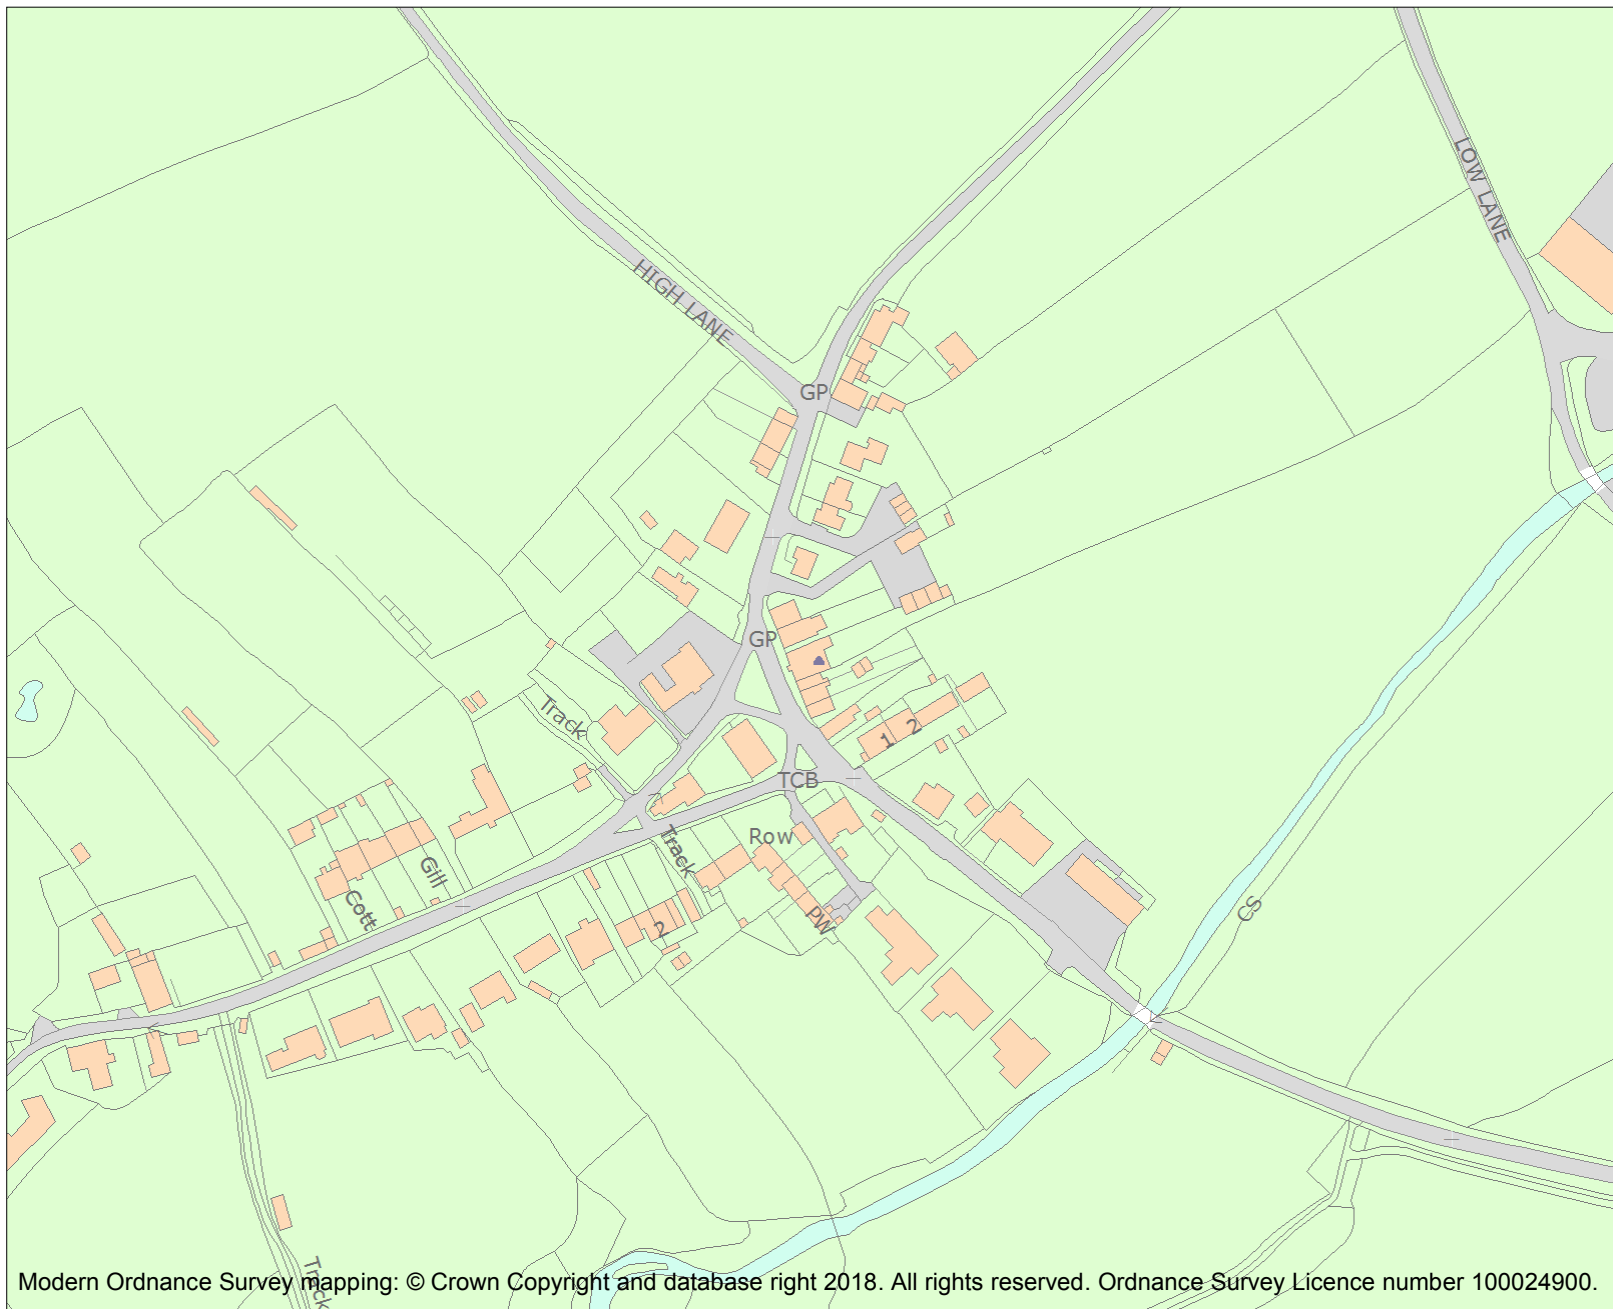 LOW LANE
HIGH LANE
GP
GP
Track
1
2
TCB
Row
Track
Gill
Cott
PW
2
CS
Track
Modern Ordnance Survey mapping: © Crown Copyright and database right 2018. All rights reserved. Ordnance Survey Licence number 100024900.